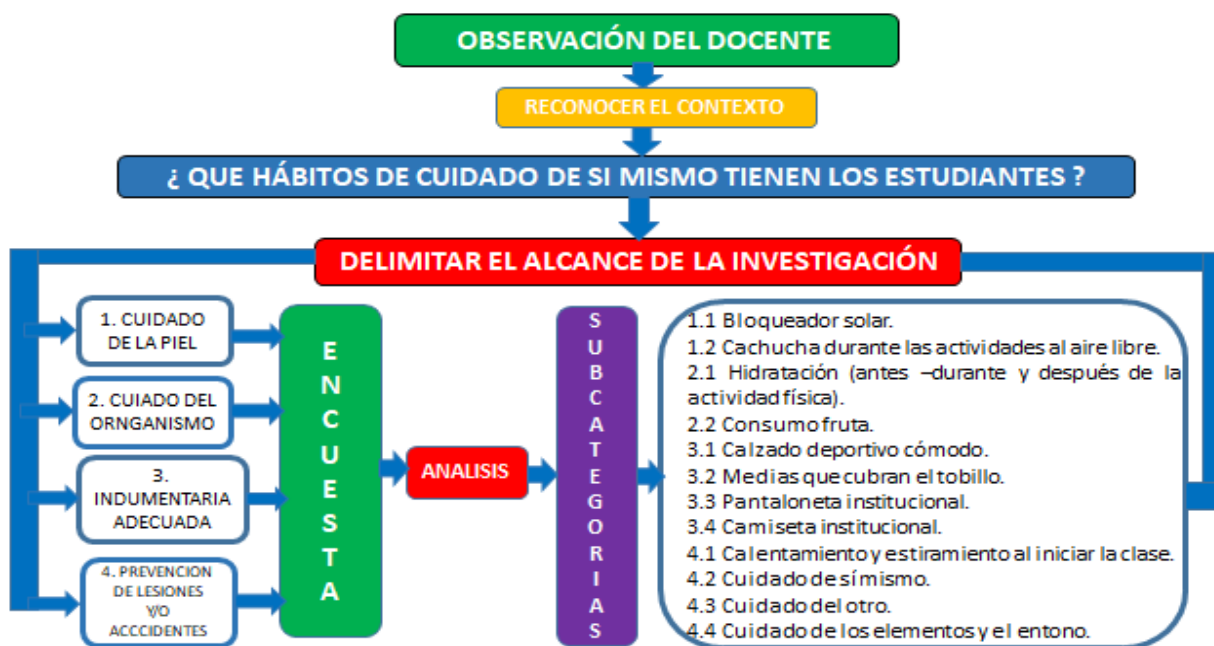 OBSERVACIÓN DEL DOCENTE
RECONOCER EL CONTEXTO
¿ QUE HÁBITOS DE CUIDADO DE SI MISMO TIENEN LOS ESTUDIANTES ?
DELIMITAR EL ALCANCE DE LA INVESTIGACIÓN
1. CUIDADO
DE LA PIEL
2. CUIADO DEL
ORNGANISMO
3.
INDUMENTARIA
ADECUADA
4. PREVENCION
DE LESIONES
Y/O
ACCCIDENTES
E
N
C
U
E
S
T
A
ANALISIS
S
U
B
C
A
T
E
G
O
R
I
A
S
1.1 Bloqueador solar.
1.2 Cachucha durante las actividades al aire libre.
2.1 Hidratación (antes –durante y después de la
actividad física).
2.2 Consumo fruta.
3.1 Calzado deportivo cómodo.
3.2 Medias que cubran el tobillo.
3.3 Pantaloneta institucional.
3.4 Camiseta institucional.
4.1 Calentamiento y estiramiento al iniciar la clase.
4.2 Cuidado de sí mismo.
4.3 Cuidado del otro.
4.4 Cuidado de los elementos y el entono.